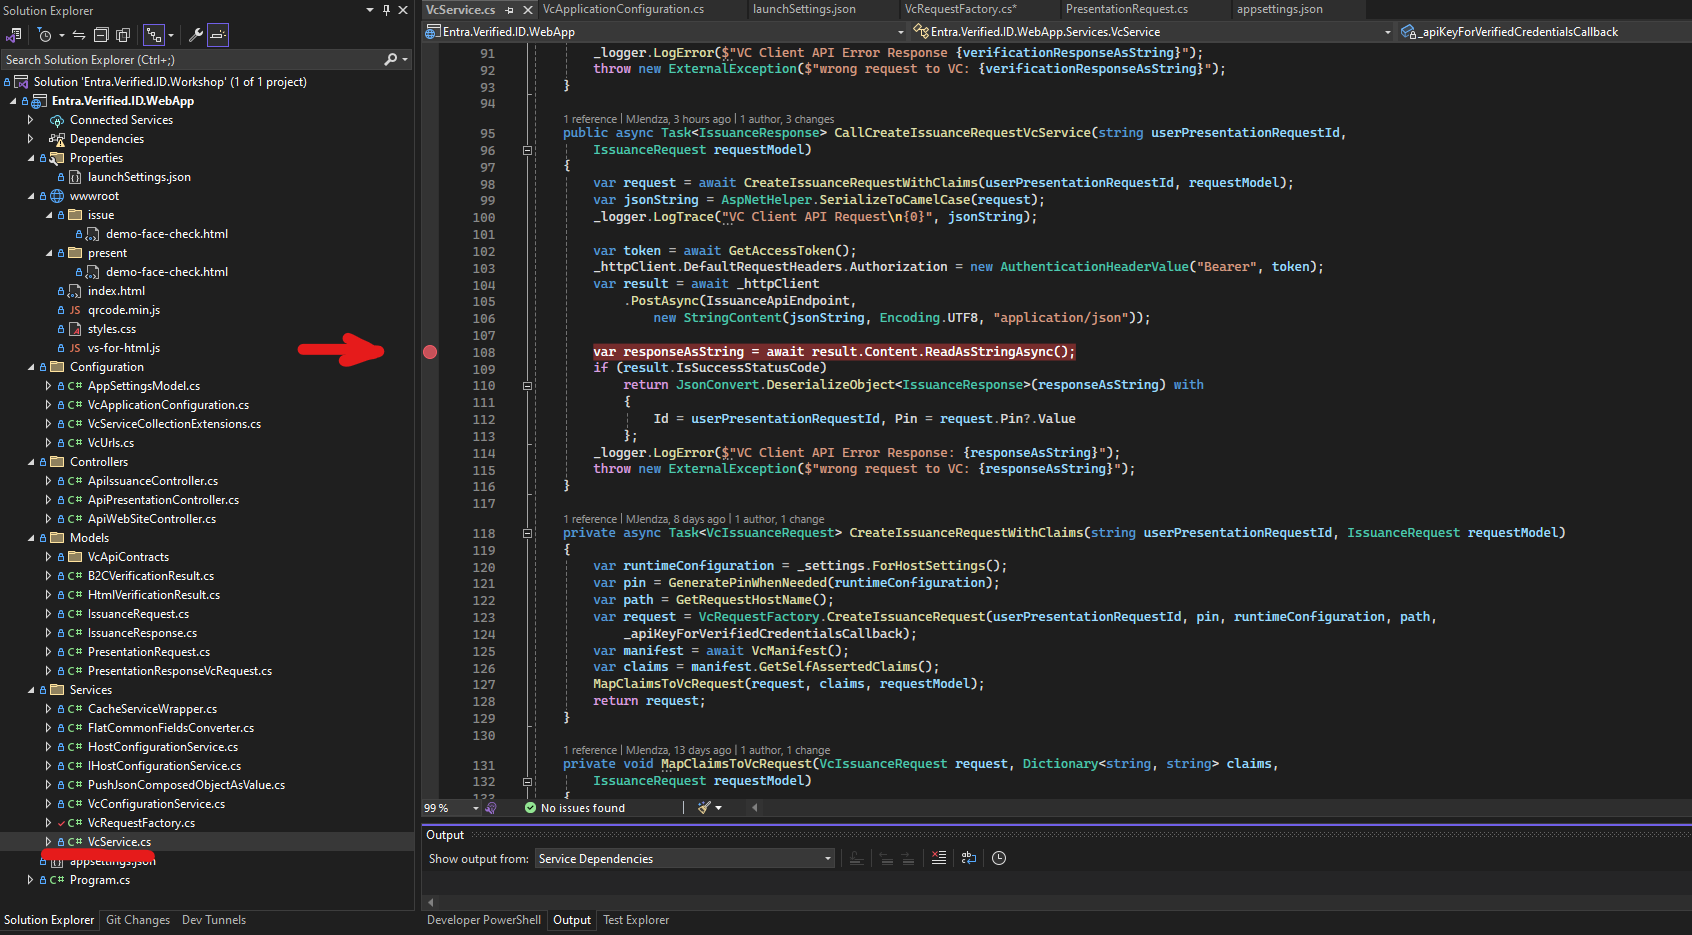 Solution Explorer
Search Solution Explorer (Ctrl+;)
Solution 'Entra.Verified.ID.Workshop' (1 of 1 project)
Entra.Verified.ID.WebApp
Connected Services
Dependencies
Properties
launchSettings.json
wwwroot
issue
demo-face-check.html
present
demo-face-check.html
index.html
JS qrcode.min.js
styles.css
JS vs-for-html.js
Configuration
C# AppSettingsModel.cs
C# VcApplicationConfiguration.cs
C# VcServiceCollectionExtensions.cs
C# VcUrls.cs
Controllers
C# ApiIssuanceController.cs
C# ApiPresentationController.cs
C# ApiWebSiteController.cs
Models
VcApiContracts
C# B2CVerificationResult.cs
C# HtmlVerificationResult.cs
C# IssuanceRequest.cs
C# IssuanceResponse.cs
C# PresentationRequest.cs
C# PresentationResponseVcRequest.cs
Services
C# CacheServiceWrapper.cs
C# FlatCommonFieldsConverter.cs
C# HostConfigurationService.cs
C# IHostConfigurationService.cs
C# PushJsonComposedObjectAsValue.cs
C# VcConfigurationService.cs
C# VcRequestFactory.cs
C# VcService.cs
appsettings.json
C# Program.cs
Solution Explorer Git Changes Dev Tunnels
VcService.cs VcApplicationConfiguration.cs launchSettings.json VcRequestFactory.cs* PresentationRequest.cs appsettings.json
Entra.Verified.ID.WebApp Entra.Verified.ID.WebApp.Services.VcService _apiKeyForVerifiedCredentialsCallback
91 _logger.LogError($"VC Client API Error Response {verificationResponseAsString}");
92 throw new ExternalException($"wrong request to VC: {verificationResponseAsString}");
93 }
94
1 reference | MJendza, 3 hours ago | 1 author, 3 changes
95 public async Task<IssuanceResponse> CallCreateIssuanceRequestVcService(string userPresentationRequestId,
96 IssuanceRequest requestModel)
97 {
98 var request = await CreateIssuanceRequestWithClaims(userPresentationRequestId, requestModel);
99 var jsonString = AspNetHelper.SerializeToCamelCase(request);
100 _logger.LogTrace("VC Client API Request\n{0}", jsonString);
101
102 var token = await GetAccessToken();
103 _httpClient.DefaultRequestHeaders.Authorization = new AuthenticationHeaderValue("Bearer", token);
104 var result = await _httpClient
105 .PostAsync(IssuanceApiEndpoint,
106 new StringContent(jsonString, Encoding.UTF8, "application/json"));
107
108 var responseAsString = await result.Content.ReadAsStringAsync();
109 if (result.IsSuccessStatusCode)
110 return JsonConvert.DeserializeObject<IssuanceResponse>(responseAsString) with
111 {
112 Id = userPresentationRequestId, Pin = request.Pin?.Value
113 };
114 _logger.LogError($"VC Client API Error Response: {responseAsString}");
115 throw new ExternalException($"wrong request to VC: {responseAsString}");
116 }
117
1 reference | MJendza, 8 days ago | 1 author, 1 change
118 private async Task<VcIssuanceRequest> CreateIssuanceRequestWithClaims(string userPresentationRequestId, IssuanceRequest requestModel)
119 {
120 var runtimeConfiguration = _settings.ForHostSettings();
121 var pin = GeneratePinWhenNeeded(runtimeConfiguration);
122 var path = GetRequestHostName();
123 var request = VcRequestFactory.CreateIssuanceRequest(userPresentationRequestId, pin, runtimeConfiguration, path,
124 _apiKeyForVerifiedCredentialsCallback);
125 var manifest = await VcManifest();
126 var claims = manifest.GetSelfAssertedClaims();
127 MapClaimsToVcRequest(request, claims, requestModel);
128 return request;
129 }
130
1 reference | MJendza, 13 days ago | 1 author, 1 change
131 private void MapClaimsToVcRequest(VcIssuanceRequest request, Dictionary<string, string> claims,
132 IssuanceRequest requestModel)
133 {
99 % No issues found
Output
Show output from: Service Dependencies
Developer PowerShell Output Test Explorer